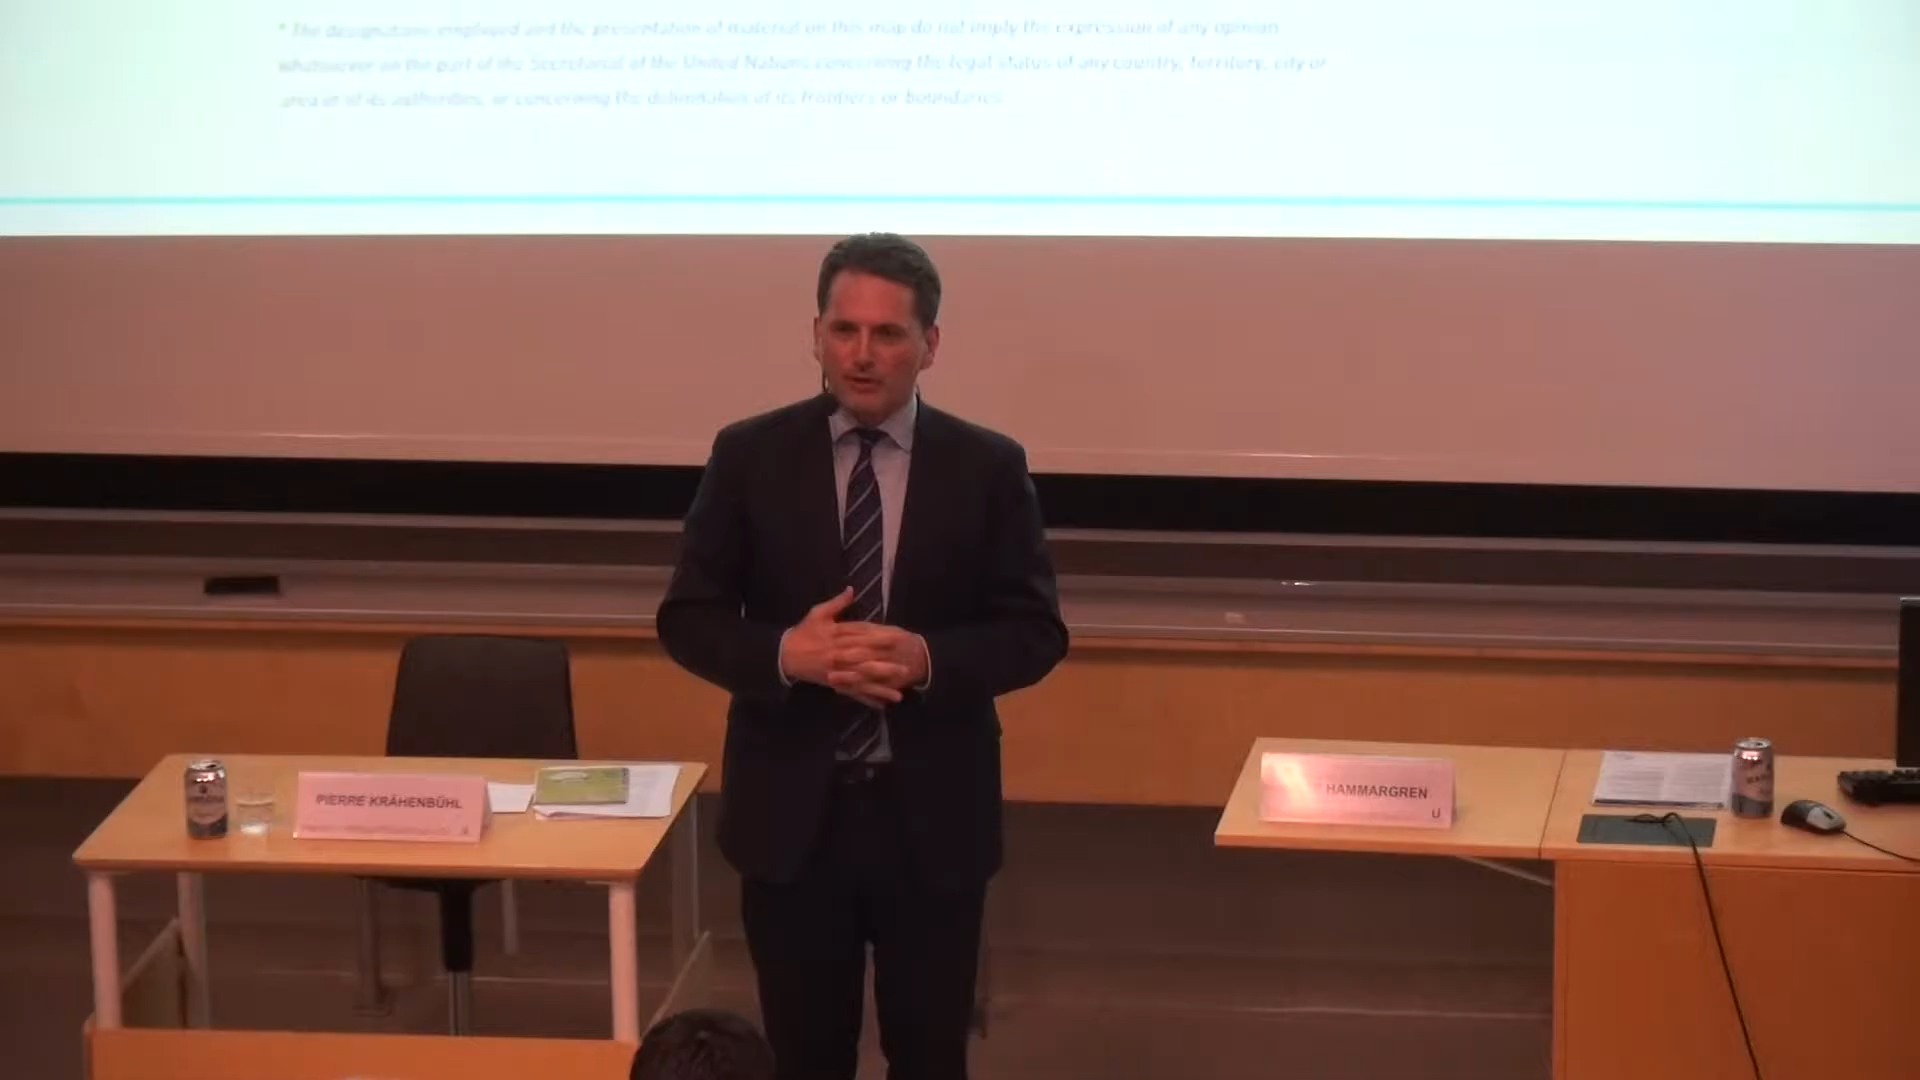 * The designations employed and the presentation of material on this map do not imply the expression of any opinion
whatsoever on the part of the Secretariat of the United Nations concerning the legal status of any country, territory, city or
area or of its authorities, or concerning the delimitation of its frontiers or boundaries
PIERRE KRÄHENBÜHL
HAMMARGREN
U